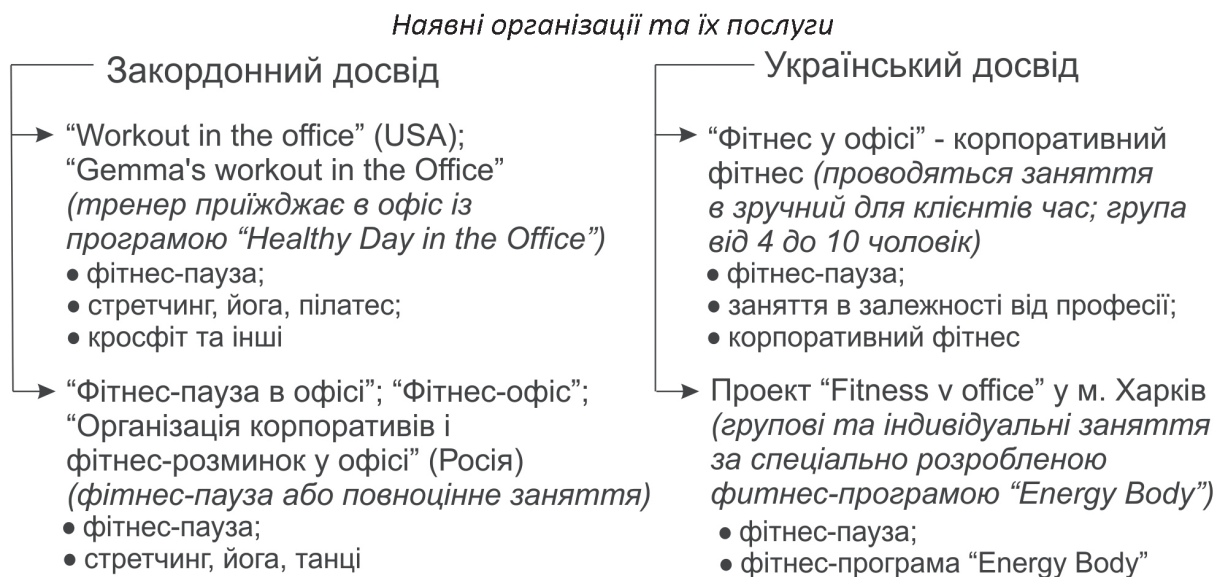 Наявні організації та їх послуги
Закордонний досвід
“Workout in the office” (USA);
“Gemma's workout in the Office”
(тренер приїжджає в офіс із
програмою “Healthy Day in the Office”)
● фітнес-пауза;
● стретчинг, йога, пілатес;
● кросфіт та інші
“Фітнес-пауза в офісі”; “Фітнес-офіс”;
“Організація корпоративів і
фітнес-розминок у офісі” (Росія)
(фітнес-пауза або повноцінне заняття)
● фітнес-пауза;
● стретчинг, йога, танці
Український досвід
“Фітнес у офісі” - корпоративний
фітнес (проводяться заняття
в зручний для клієнтів час; група
від 4 до 10 чоловік)
● фітнес-пауза;
● заняття в залежності від професії;
● корпоративний фітнес
Проект “Fitness v office” у м. Харків
(групові та індивідуальні заняття
за спеціально розробленою
фитнес-програмою “Energy Body”)
● фітнес-пауза;
● фітнес-програма “Energy Body”